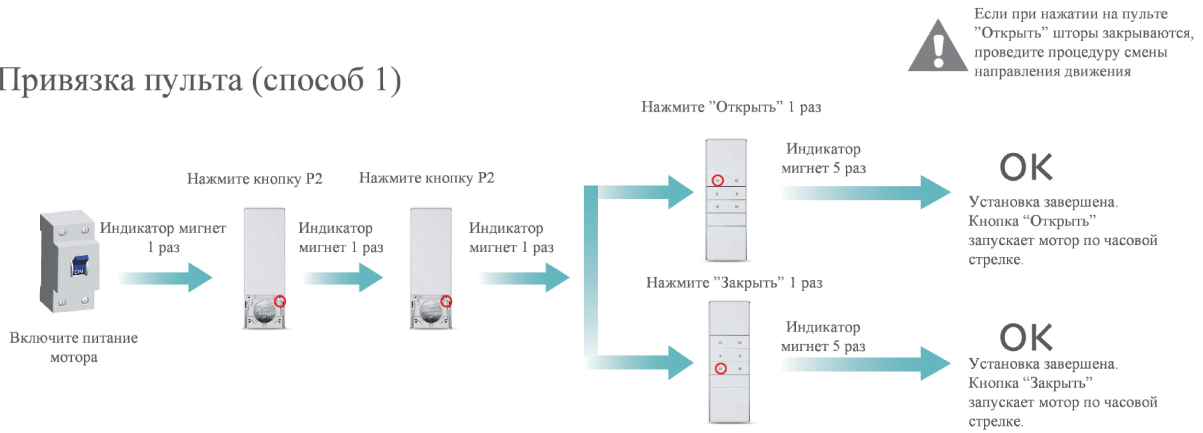 Если при нажатии на пульте
”Открыть” шторы закрываются,
проведите процедуру смены
направления движения
Привязка пульта (способ 1)
Нажмите ”Открыть” 1 раз
Индикатор
мигнет 5 раз
OK
Установка завершена.
Кнопка “Открыть”
запускает мотор по часовой
стрелке.
Нажмите кнопку P2
Нажмите кнопку P2
Индикатор мигнет
1 раз
Индикатор
мигнет 1 раз
Индикатор
мигнет 1 раз
ON
Включите питание
мотора
Нажмите ”Закрыть” 1 раз
Индикатор
мигнет 5 раз
OK
Установка завершена.
Кнопка “Закрыть”
запускает мотор по часовой
стрелке.